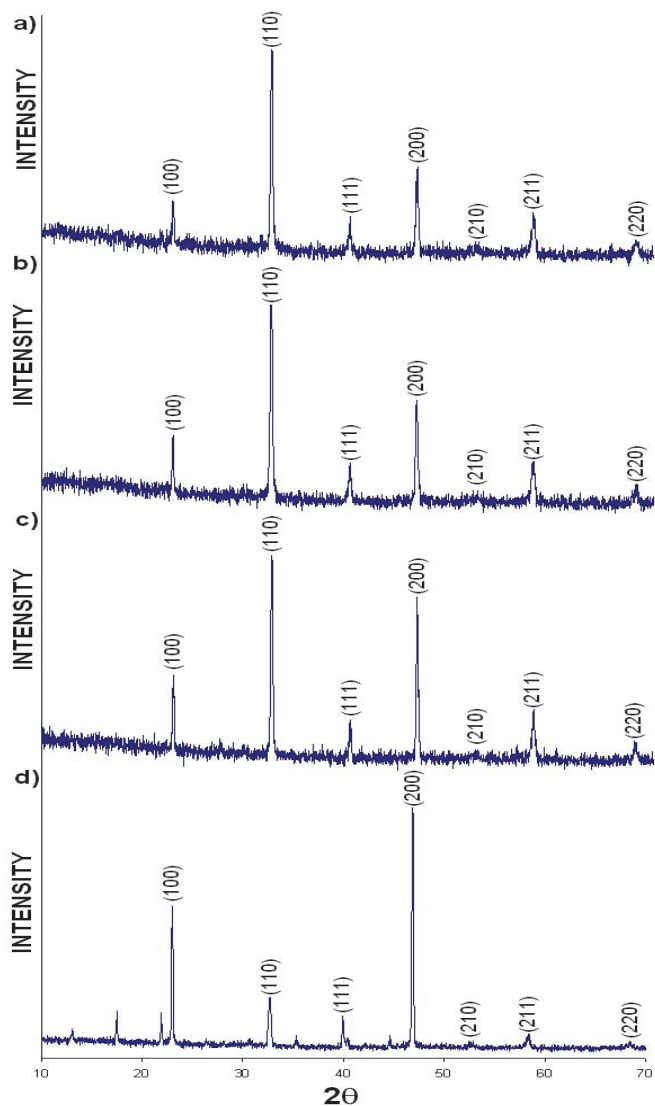 a)
INTENSITY
(100)
(110)
(111)
(200)
(210)
(211)
(220)
b)
INTENSITY
(100)
(110)
(111)
(200)
(210)
(211)
(220)
c)
INTENSITY
(100)
(110)
(111)
(200)
(210)
(211)
(220)
d)
INTENSITY
(100)
(110)
(111)
(200)
(210)
(211)
(220)
10 20 30 40 50 60 70
2Θ